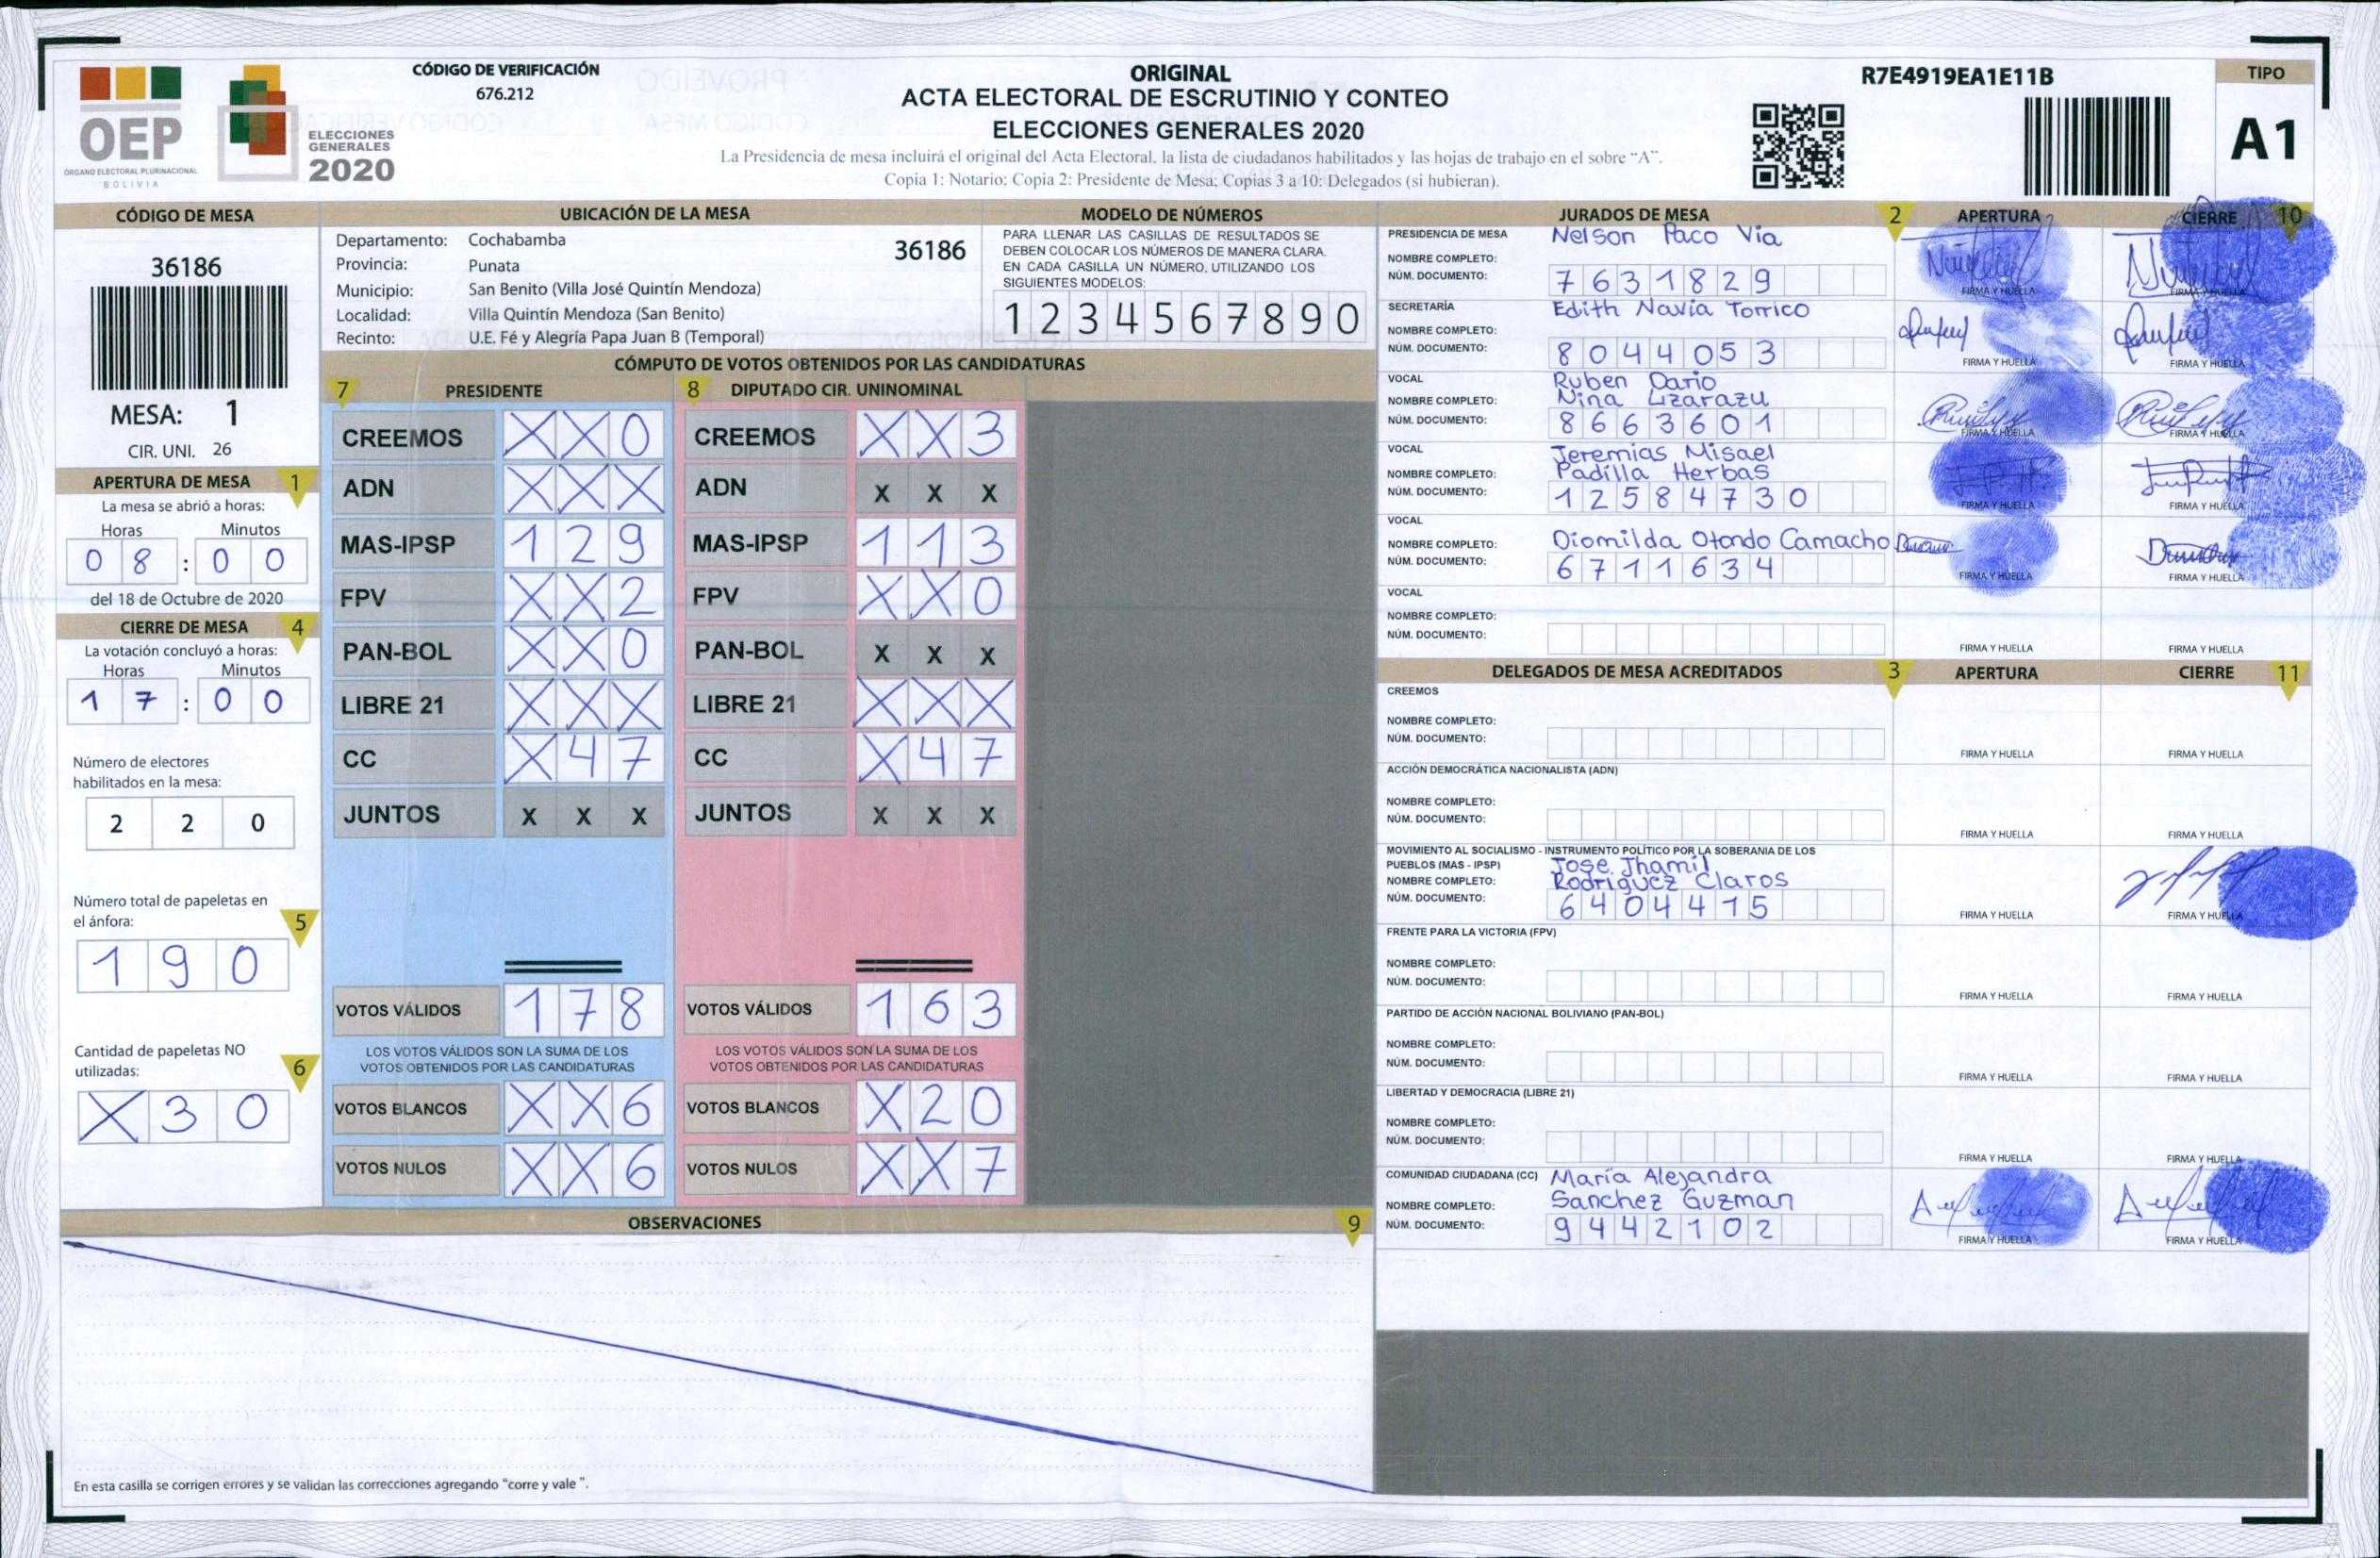 OEP
ÓRGANO ELECTORAL PLURINACIONAL
BOLIVIA
ELECCIONES
GENERALES
2020
CÓDIGO DE VERIFICACIÓN
676.212
ORIGINAL
ACTA ELECTORAL DE ESCRUTINIO Y CONTEO
ELECCIONES GENERALES 2020
La Presidencia de mesa incluirá el original del Acta Electoral, la lista de ciudadanos habilitados y las hojas de trabajo en el sobre “A”.
Copia 1: Notario; Copia 2: Presidente de Mesa; Copias 3 a 10: Delegados (si hubieran).
R7E4919EA1E11B
TIPO
A1
CÓDIGO DE MESA
36186
MESA: 1
CIR. UNI. 26
APERTURA DE MESA 1
La mesa se abrió a horas:
Horas Minutos
0 8 : 0 0
del 18 de Octubre de 2020
CIERRE DE MESA 4
La votación concluyó a horas:
Horas Minutos
1 7 : 0 0
Número de electores
habilitados en la mesa:
2 2 0
Número total de papeletas en
el ánfora: 5
1 9 0
Cantidad de papeletas NO
utilizadas: 6
X 3 0
UBICACIÓN DE LA MESA
Departamento: Cochabamba 36186
Provincia: Punata
Municipio: San Benito (Villa José Quintín Mendoza)
Localidad: Villa Quintín Mendoza (San Benito)
Recinto: U.E. Fé y Alegría Papa Juan B (Temporal)
MODELO DE NÚMEROS
PARA LLENAR LAS CASILLAS DE RESULTADOS SE
DEBEN COLOCAR LOS NÚMEROS DE MANERA CLARA.
EN CADA CASILLA UN NÚMERO, UTILIZANDO LOS
SIGUIENTES MODELOS:
1 2 3 4 5 6 7 8 9 0
CÓMPUTO DE VOTOS OBTENIDOS POR LAS CANDIDATURAS
7 PRESIDENTE
CREEMOS X X 0
ADN X X X
MAS-IPSP 1 2 9
FPV X X 2
PAN-BOL X X 0
LIBRE 21 X X X
CC X 4 7
JUNTOS X X X
VOTOS VÁLIDOS 1 7 8
LOS VOTOS VÁLIDOS SON LA SUMA DE LOS
VOTOS OBTENIDOS POR LAS CANDIDATURAS
VOTOS BLANCOS X X 6
VOTOS NULOS X X 6
8 DIPUTADO CIR. UNINOMINAL
CREEMOS X X 3
ADN X X X
MAS-IPSP 1 1 3
FPV X X 0
PAN-BOL X X X
LIBRE 21 X X X
CC X 4 7
JUNTOS X X X
VOTOS VÁLIDOS 1 6 3
LOS VOTOS VÁLIDOS SON LA SUMA DE LOS
VOTOS OBTENIDOS POR LAS CANDIDATURAS
VOTOS BLANCOS X 2 0
VOTOS NULOS X X 7
OBSERVACIONES 9
En esta casilla se corrigen errores y se validan las correcciones agregando “corre y vale ”.
JURADOS DE MESA 2 APERTURA CIERRE 10
PRESIDENCIA DE MESA Nelson Paco Via
NOMBRE COMPLETO:
NÚM. DOCUMENTO: 7 6 3 1 8 2 9
FIRMA Y HUELLA FIRMA Y HUELLA
SECRETARÍA Edith Navia Torrico
NOMBRE COMPLETO:
NÚM. DOCUMENTO: 8 0 4 4 0 5 3
FIRMA Y HUELLA FIRMA Y HUELLA
VOCAL Ruben Dario
NOMBRE COMPLETO: Nina Lizarazu
NÚM. DOCUMENTO: 8 6 6 3 6 0 1
FIRMA Y HUELLA FIRMA Y HUELLA
VOCAL Jeremias Misael
NOMBRE COMPLETO: Padilla Herbas
NÚM. DOCUMENTO: 1 2 5 8 4 7 3 0
FIRMA Y HUELLA FIRMA Y HUELLA
VOCAL
NOMBRE COMPLETO: Diomilda Otondo Camacho
NÚM. DOCUMENTO: 6 7 1 1 6 3 4
FIRMA Y HUELLA FIRMA Y HUELLA
VOCAL
NOMBRE COMPLETO:
NÚM. DOCUMENTO:
FIRMA Y HUELLA FIRMA Y HUELLA
DELEGADOS DE MESA ACREDITADOS 3 APERTURA CIERRE 11
CREEMOS
NOMBRE COMPLETO:
NÚM. DOCUMENTO:
FIRMA Y HUELLA FIRMA Y HUELLA
ACCIÓN DEMOCRÁTICA NACIONALISTA (ADN)
NOMBRE COMPLETO:
NÚM. DOCUMENTO:
FIRMA Y HUELLA FIRMA Y HUELLA
MOVIMIENTO AL SOCIALISMO - INSTRUMENTO POLÍTICO POR LA SOBERANIA DE LOS
PUEBLOS (MAS - IPSP) Jose Jhamil
NOMBRE COMPLETO: Rodriguez Claros
NÚM. DOCUMENTO: 6 4 0 4 4 1 5
FIRMA Y HUELLA FIRMA Y HUELLA
FRENTE PARA LA VICTORIA (FPV)
NOMBRE COMPLETO:
NÚM. DOCUMENTO:
FIRMA Y HUELLA FIRMA Y HUELLA
PARTIDO DE ACCIÓN NACIONAL BOLIVIANO (PAN-BOL)
NOMBRE COMPLETO:
NÚM. DOCUMENTO:
FIRMA Y HUELLA FIRMA Y HUELLA
LIBERTAD Y DEMOCRACIA (LIBRE 21)
NOMBRE COMPLETO:
NÚM. DOCUMENTO:
FIRMA Y HUELLA FIRMA Y HUELLA
COMUNIDAD CIUDADANA (CC) María Alejandra
NOMBRE COMPLETO: Sanchez Guzman
NÚM. DOCUMENTO: 9 4 4 2 1 0 2
FIRMA Y HUELLA FIRMA Y HUELLA